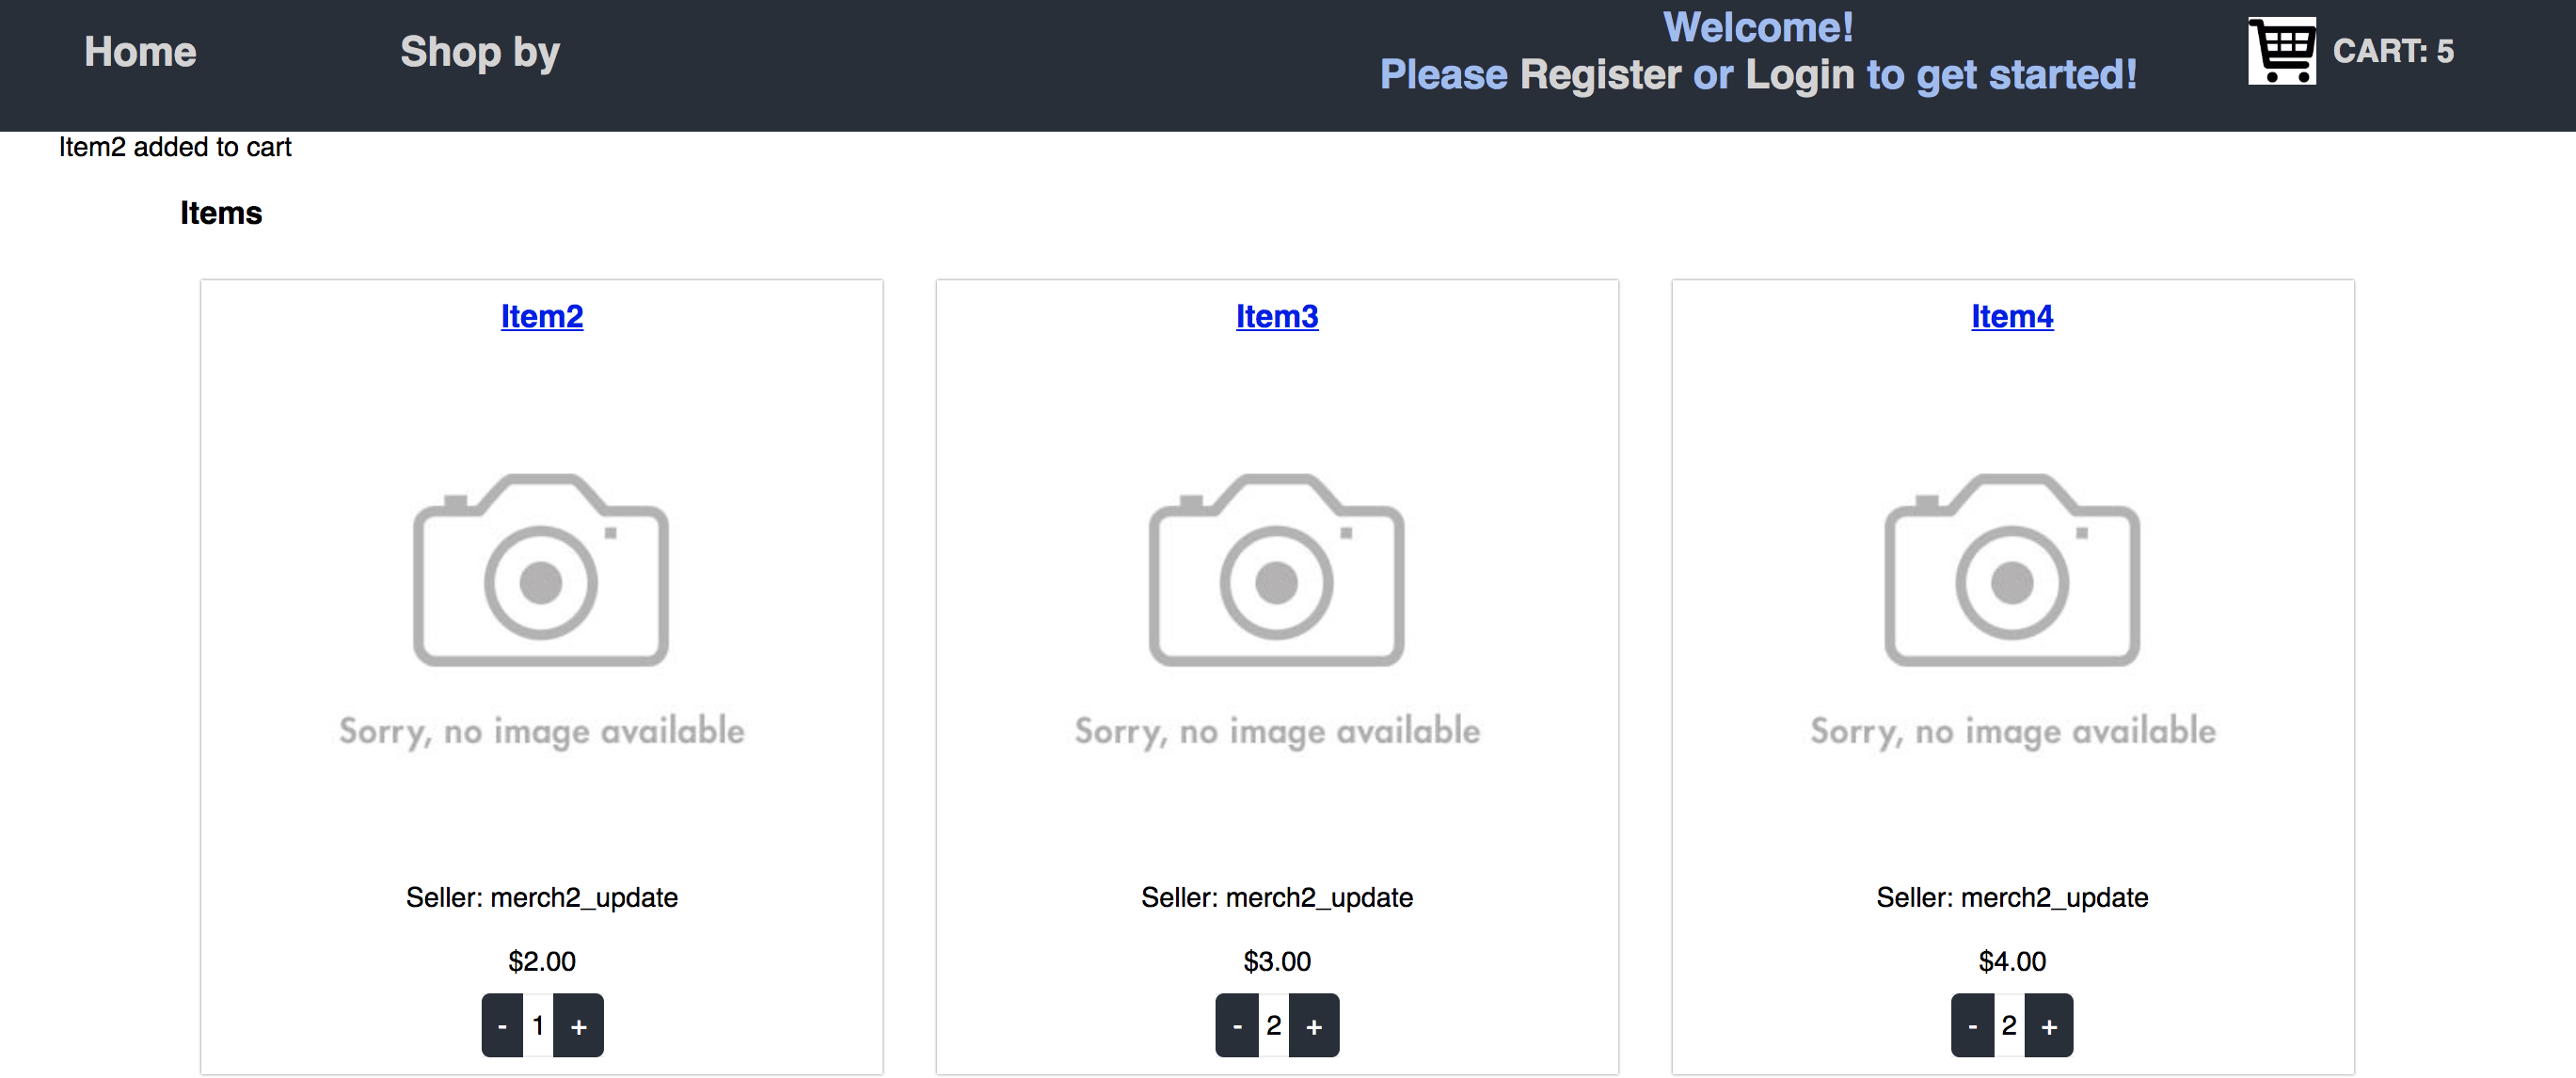 Home
Shop by
Welcome!
Please Register or Login to get started!
CART: 5
Item2 added to cart
Items
Item2
Sorry, no image available
Seller: merch2_update
$2.00
- 1 +
Item3
Sorry, no image available
Seller: merch2_update
$3.00
- 2 +
Item4
Sorry, no image available
Seller: merch2_update
$4.00
- 2 +